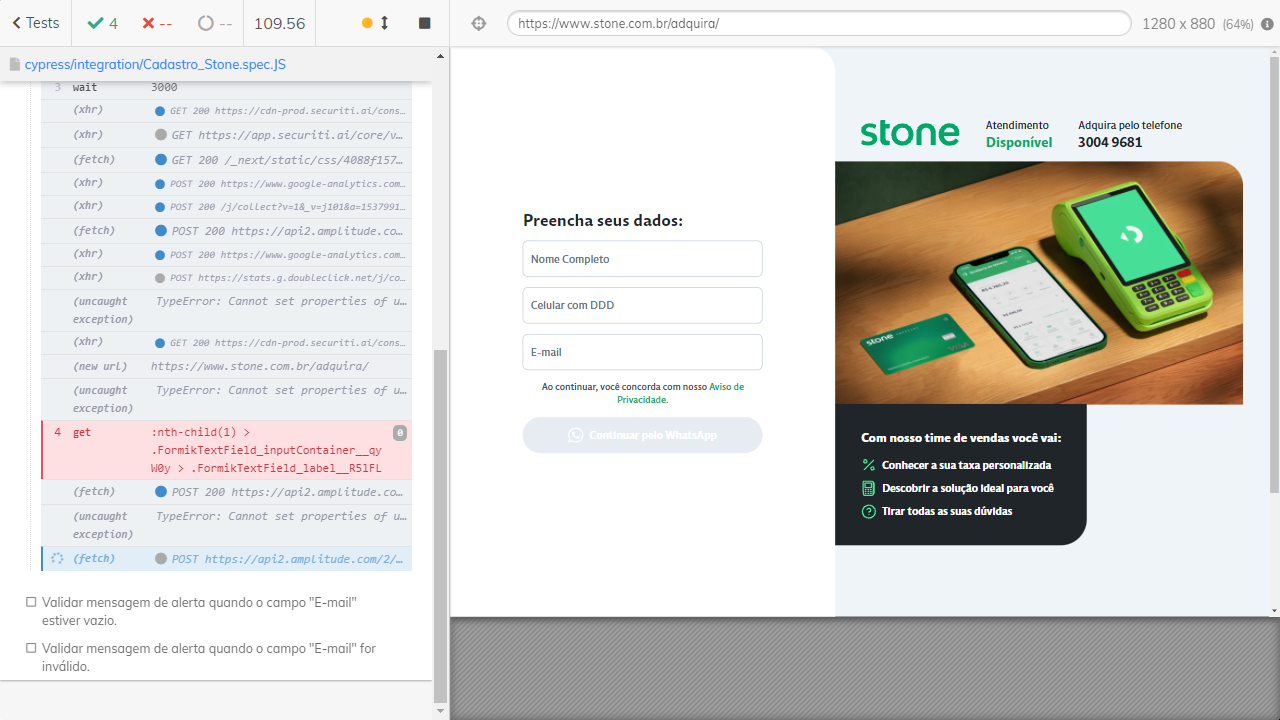 Tests
4
--
--
109.56
https://www.stone.com.br/adquira/
1280 x 880 (64%)
cypress/integration/Cadastro_Stone.spec.JS
3 wait 3000
(xhr) GET 200 https://cdn-prod.securiti.ai/cons…
(xhr) GET https://app.securiti.ai/core/v…
(fetch) GET 200 /_next/static/css/4088f157…
(xhr) POST 200 https://www.google-analytics.com…
(xhr) POST 200 /j/collect?v=1&_v=j101&a=1537991…
(fetch) POST 200 https://api2.amplitude.co…
(xhr) POST 200 https://www.google-analytics.com…
(xhr) POST https://stats.g.doubleclick.net/j/co…
(uncaught TypeError: Cannot set properties of u…
exception)
(xhr) GET 200 https://cdn-prod.securiti.ai/cons…
(new url) https://www.stone.com.br/adquira/
(uncaught TypeError: Cannot set properties of u…
exception)
4 get :nth-child(1) > 0
.FormikTextField_inputContainer__qy
W0y > .FormikTextField_label__R5lFL
(fetch) POST 200 https://api2.amplitude.co…
(uncaught TypeError: Cannot set properties of u…
exception)
(fetch) POST https://api2.amplitude.com/2/…
Validar mensagem de alerta quando o campo "E-mail"
estiver vazio.
Validar mensagem de alerta quando o campo "E-mail" for
inválido.
Preencha seus dados:
Nome Completo
Celular com DDD
E-mail
Ao continuar, você concorda com nosso Aviso de
Privacidade.
Continuar pelo WhatsApp
stone
Atendimento
Disponível
Adquira pelo telefone
3004 9681
stone
VISA
Com nosso time de vendas você vai:
Conhecer a sua taxa personalizada
Descobrir a solução ideal para você
Tirar todas as suas dúvidas